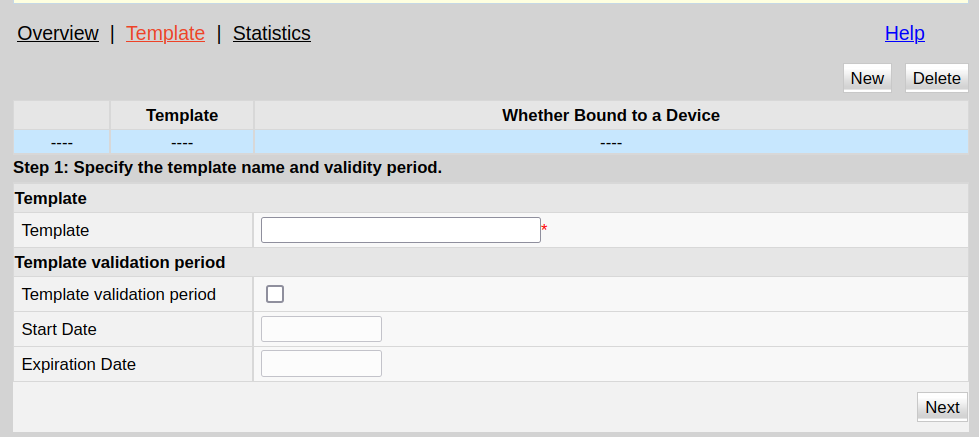 Overview | Template | Statistics Help
New Delete
Template Whether Bound to a Device
---- ---- ----
Step 1: Specify the template name and validity period.
Template
Template *
Template validation period
Template validation period
Start Date
Expiration Date
Next